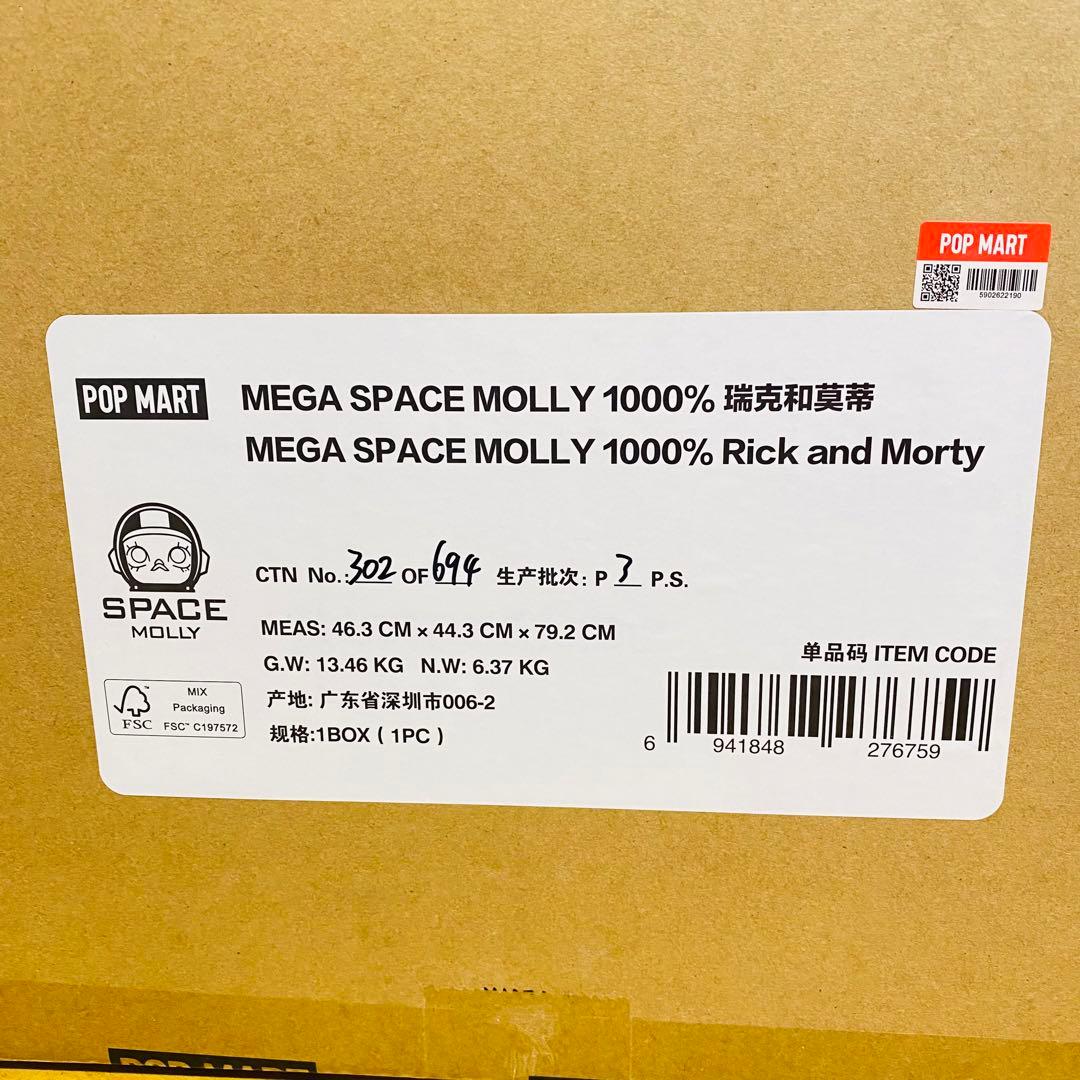 POP MART
5902622190
POP MART
MEGA SPACE MOLLY 1000% 瑞克和莫蒂
MEGA SPACE MOLLY 1000% Rick and Morty
SPACE
MOLLY
CTN No.:302 OF 694 生产批次: P 3 P.S.
MEAS: 46.3 CM × 44.3 CM × 79.2 CM
G.W: 13.46 KG N.W: 6.37 KG
产地: 广东省深圳市006-2
规格:1BOX ( 1PC )
FSC
MIX
Packaging
FSC™ C197572
单品码 ITEM CODE
6 941848 276759
POP MART